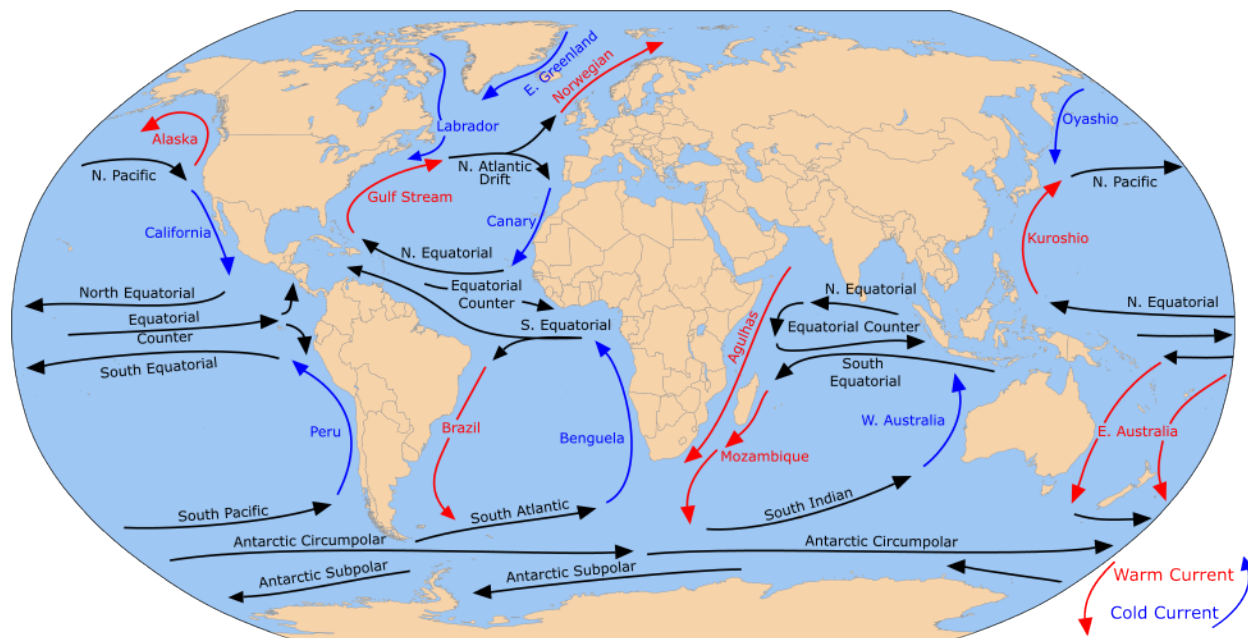 E. Greenland
Norwegian
Labrador
Alaska
Oyashio
N. Pacific
N. Atlantic
Drift
N. Pacific
Gulf Stream
Canary
California
Kuroshio
N. Equatorial
North Equatorial
Equatorial
Counter
N. Equatorial
N. Equatorial
Equatorial
Counter
S. Equatorial
Agulhas
Equatorial Counter
South Equatorial
South
Equatorial
Peru
Brazil
Benguela
W. Australia
E. Australia
Mozambique
South Pacific
South Atlantic
South Indian
Antarctic Circumpolar
Antarctic Circumpolar
Antarctic Subpolar
Antarctic Subpolar
Warm Current
Cold Current